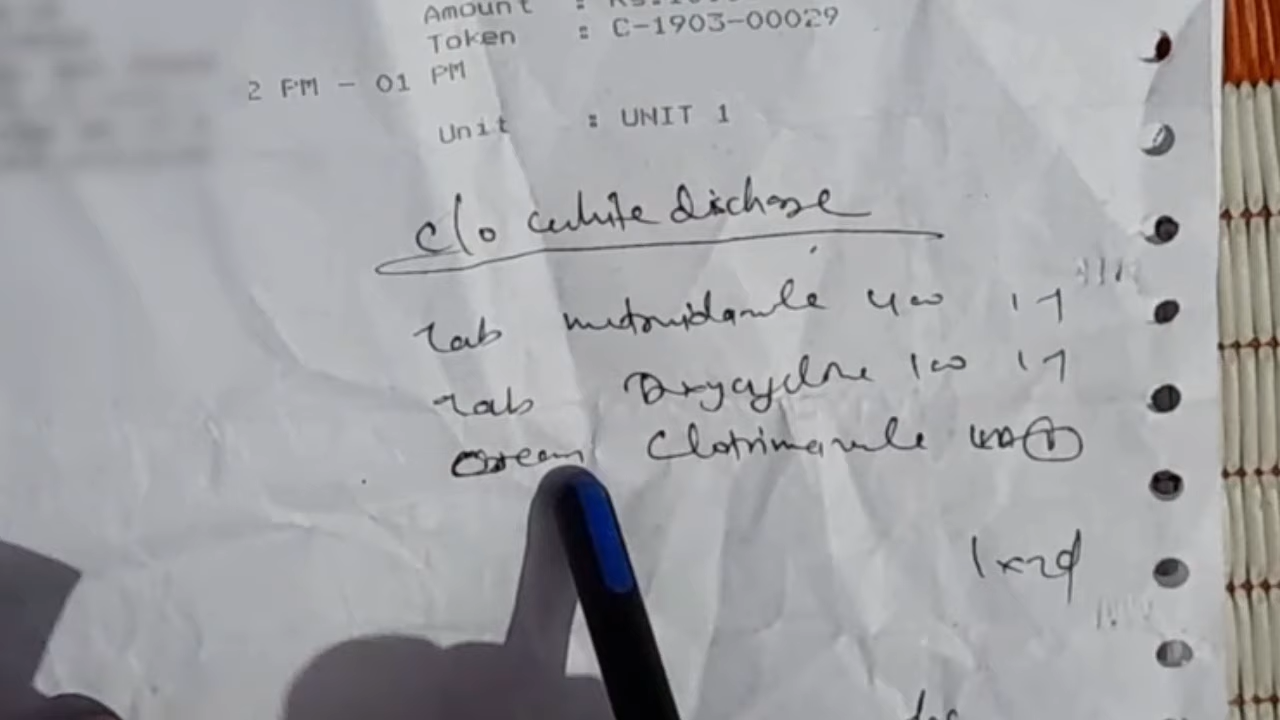 Amount :
Token : C-1903-00029
2 PM - 01 PM
Unit : UNIT 1
c/o white discharge
Tab metronidazole 400 1-1
Tab Doxycycline 100 1-1
Cream Clotrimazole